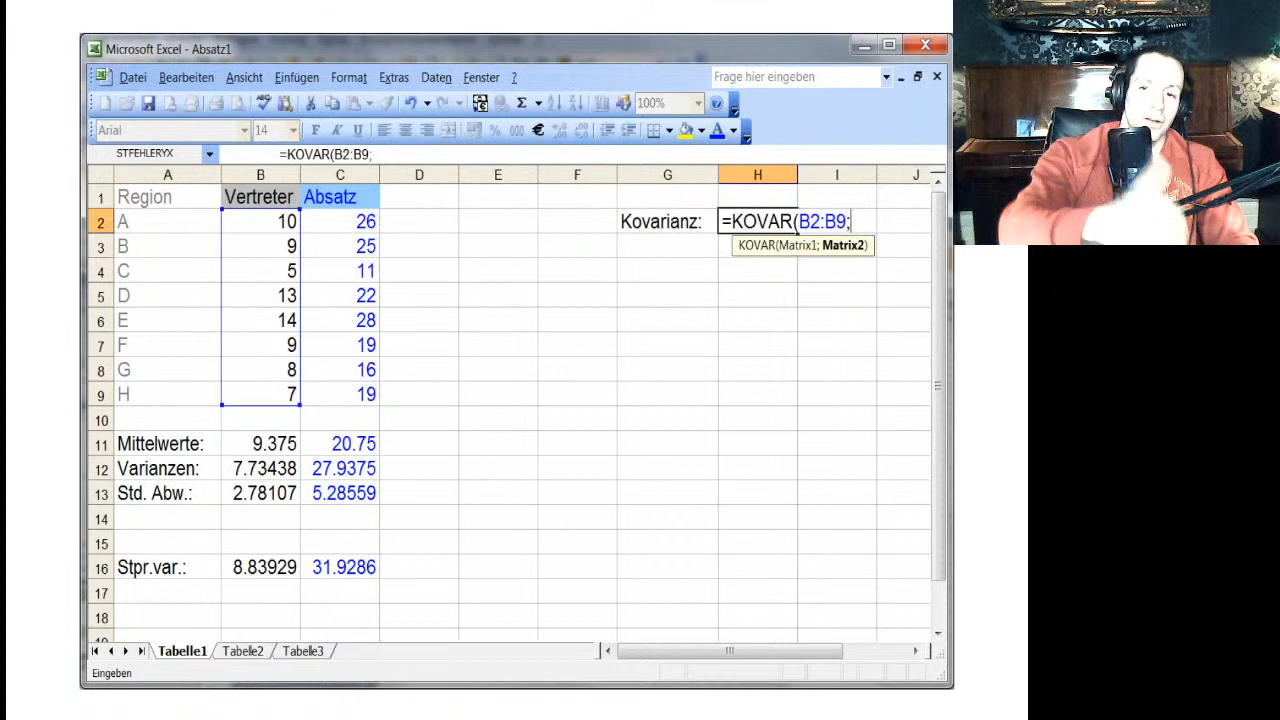 Microsoft Excel - Absatz1
Datei Bearbeiten Ansicht Einfügen Format Extras Daten Fenster ? Frage hier eingeben
Σ 100%
Arial 14 F K U % 000 € A
STFEHLERYX =KOVAR(B2:B9;
A B C D E F G H I J
1 Region Vertreter Absatz
2 A 10 26 Kovarianz: =KOVAR(B2:B9;
KOVAR(Matrix1; Matrix2)
3 B 9 25
4 C 5 11
5 D 13 22
6 E 14 28
7 F 9 19
8 G 8 16
9 H 7 19
10
11 Mittelwerte: 9.375 20.75
12 Varianzen: 7.73438 27.9375
13 Std. Abw.: 2.78107 5.28559
14
15
16 Stpr.var.: 8.83929 31.9286
17
18
Tabelle1 Tabelle2 Tabelle3
Eingeben